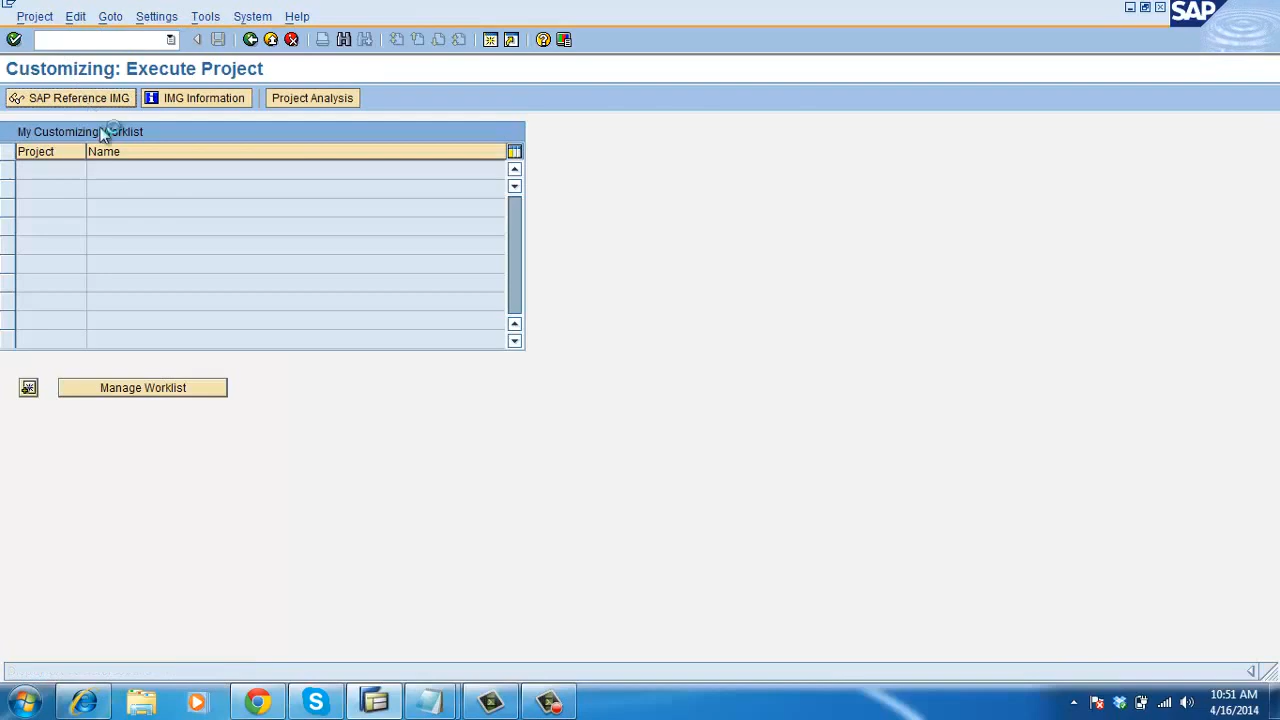 Project Edit Goto Settings Tools System Help
SAP
Customizing: Execute Project
SAP Reference IMG IMG Information Project Analysis
My Customizing Worklist
Project Name
Manage Worklist
10:51 AM
4/16/2014